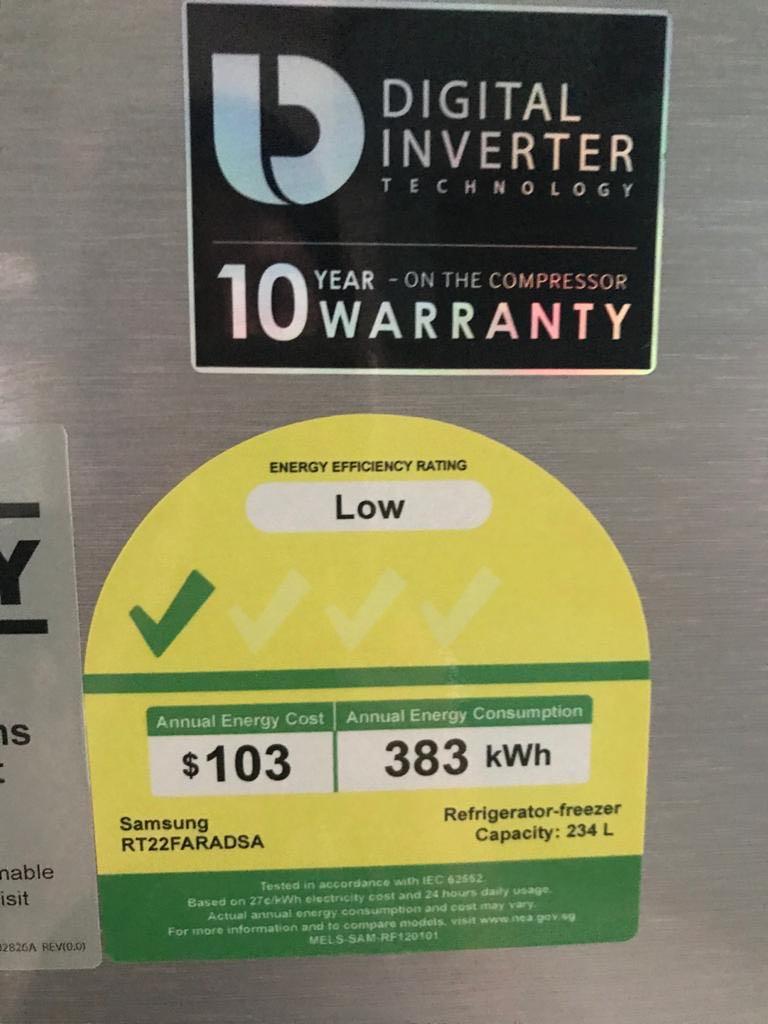 DIGITAL
INVERTER
TECHNOLOGY
10 YEAR - ON THE COMPRESSOR
WARRANTY
ENERGY EFFICIENCY RATING
Low
Annual Energy Cost
$103
Annual Energy Consumption
383 kWh
Samsung
RT22FARADSA
Refrigerator-freezer
Capacity: 234 L
Tested in accordance with IEC 62552.
Based on 27c/kWh electricity cost and 24 hours daily usage.
Actual annual energy consumption and cost may vary.
For more information and to compare models, visit www.nea.gov.sg
MELS-SAM-RF120101
Y
ns
t
nable
isit
02826A REV(0.0)